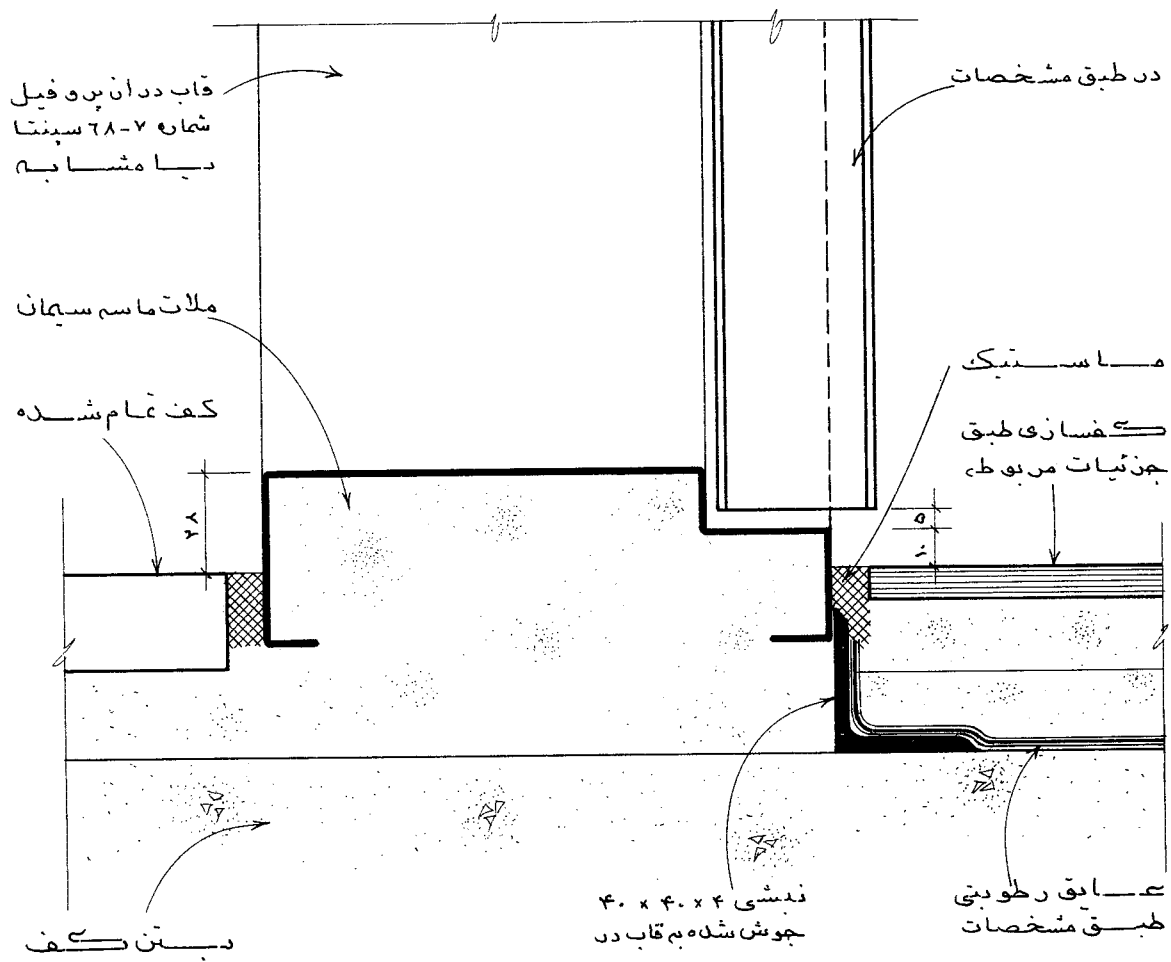 قاب در از پروفیل
شماره ۷-۶۸ سپنتا
یا مشابه
در طبق مشخصات
ملات ماسه سیمان
ماستیک
کف تمام شده
کفسازی طبق
جزئیات مربوطه
۲۷
۵
۱۰
نبشی ۴ × ۴۰ × ۴۰
جوش شده به قاب در
عایق رطوبتی
طبق مشخصات
بتن کف